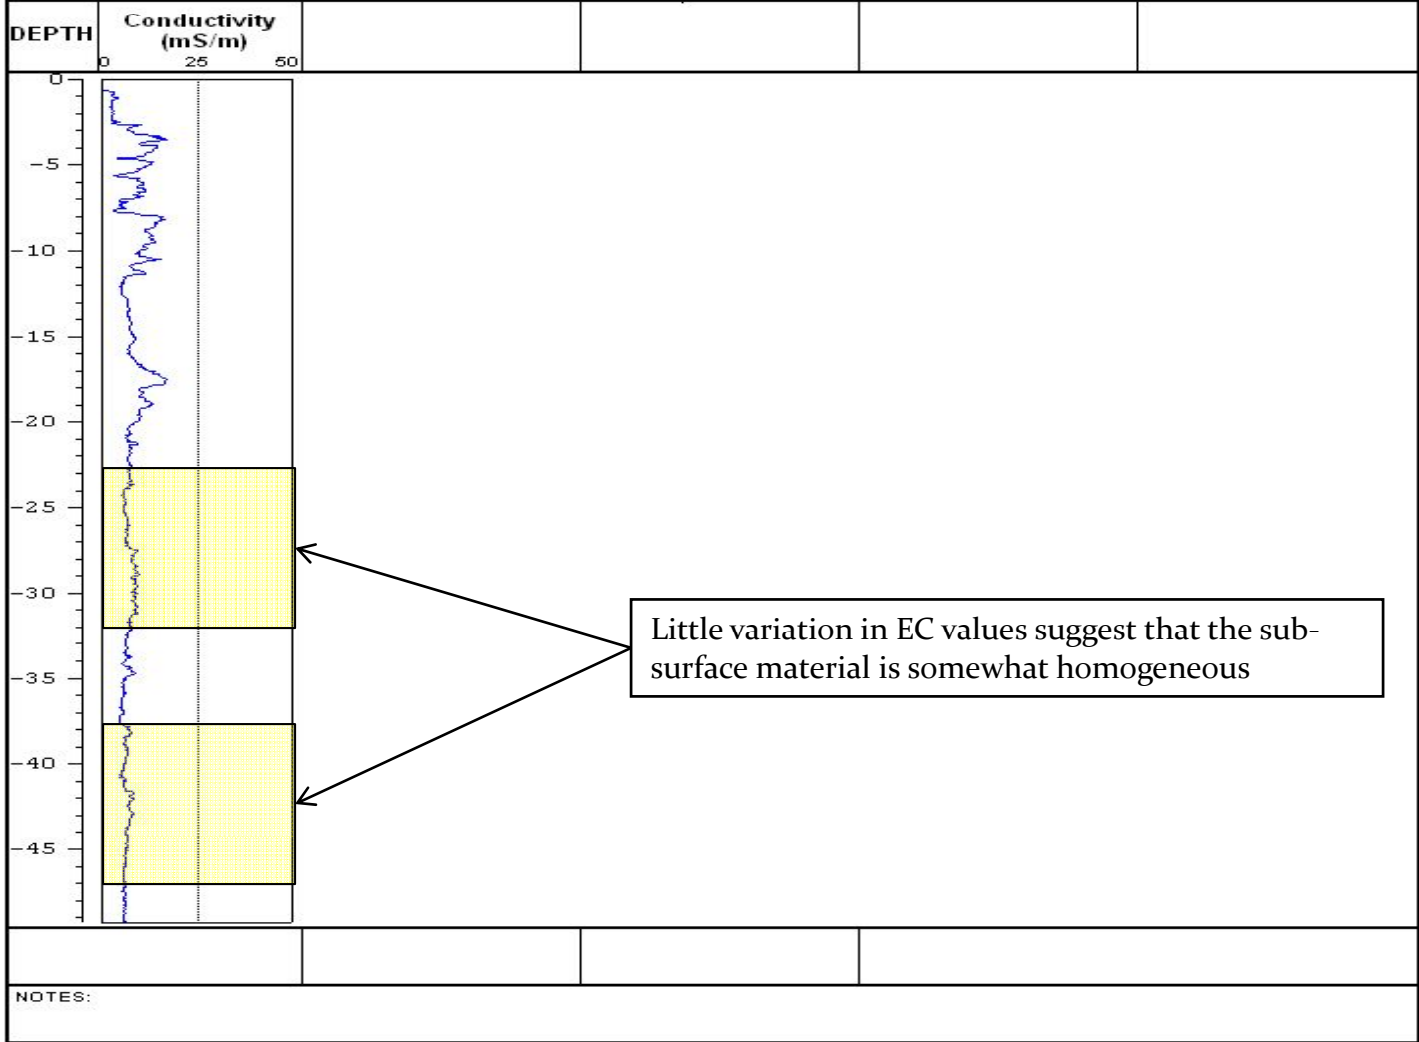 DEPTH
Conductivity
(mS/m)
0 25 50
0
-5
-10
-15
-20
-25
-30
-35
-40
-45
Little variation in EC values suggest that the sub-
surface material is somewhat homogeneous
NOTES: